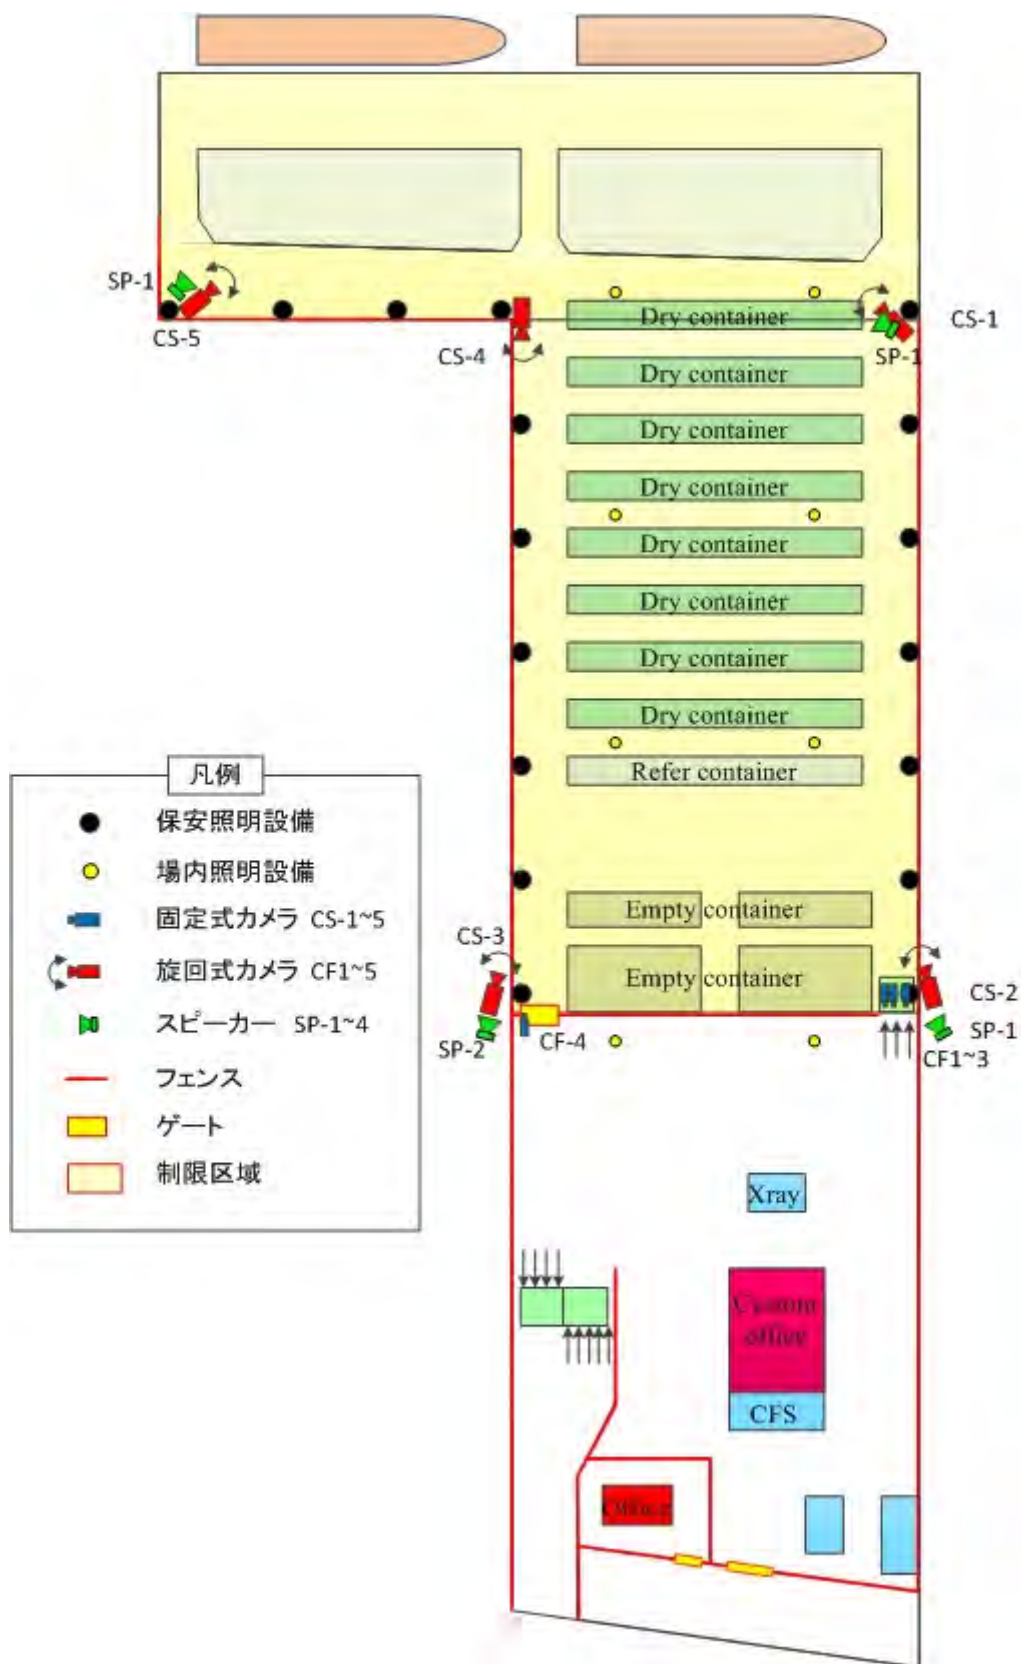 SP-1
CS-5
CS-4
Dry container
CS-1
SP-1
Dry container
Dry container
Dry container
Dry container
Dry container
Dry container
Dry container
Refer container
Empty container
Empty container
CS-3
SP-2
CF-4
CS-2
SP-1
CF1~3
凡例
保安照明設備
場内照明設備
固定式カメラ CS-1~5
旋回式カメラ CF1~5
スピーカー SP-1~4
フェンス
ゲート
制限区域
Xray
Custom
office
CFS
Office